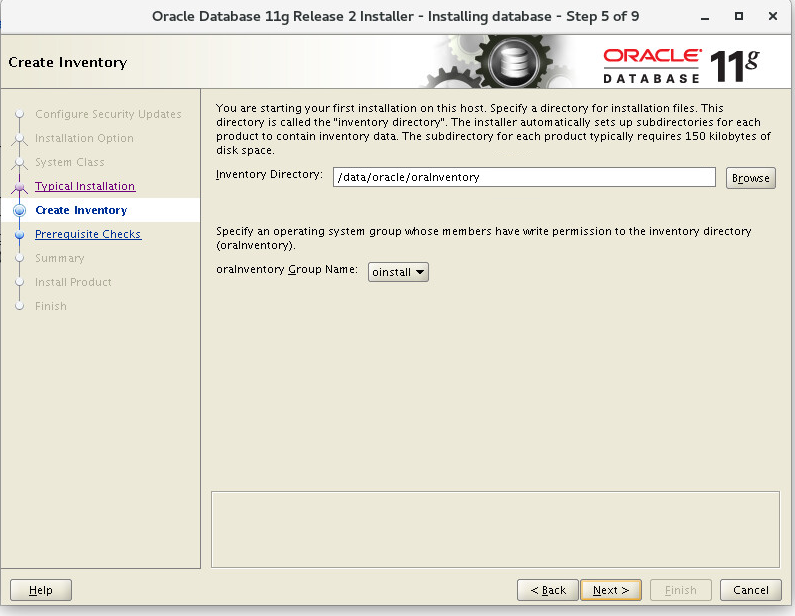 Oracle Database 11g Release 2 Installer - Installing database - Step 5 of 9
Create Inventory
ORACLE
DATABASE
11g
Configure Security Updates
Installation Option
System Class
Typical Installation
Create Inventory
Prerequisite Checks
Summary
Install Product
Finish
You are starting your first installation on this host. Specify a directory for installation files. This
directory is called the "inventory directory". The installer automatically sets up subdirectories for each
product to contain inventory data. The subdirectory for each product typically requires 150 kilobytes of
disk space.
Inventory Directory: /data/oracle/oraInventory Browse
Specify an operating system group whose members have write permission to the inventory directory
(oraInventory).
oraInventory Group Name: oinstall
Help < Back Next > Finish Cancel